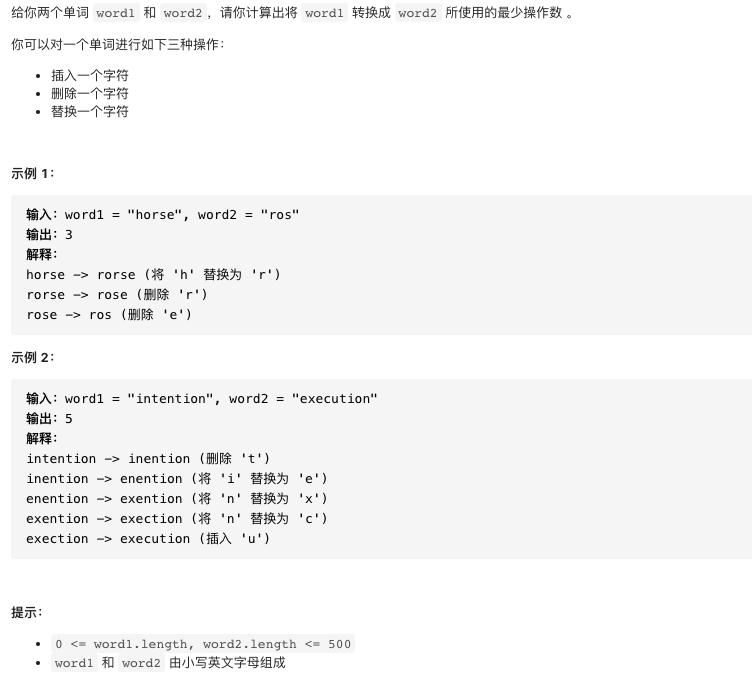 给你两个单词 word1 和 word2，请你计算出将 word1 转换成 word2 所使用的最少操作数 。
你可以对一个单词进行如下三种操作：
• 插入一个字符
• 删除一个字符
• 替换一个字符
示例 1：
输入：word1 = "horse", word2 = "ros"
输出：3
解释：
horse -> rorse (将 'h' 替换为 'r')
rorse -> rose (删除 'r')
rose -> ros (删除 'e')
示例 2：
输入：word1 = "intention", word2 = "execution"
输出：5
解释：
intention -> inention (删除 't')
inention -> enention (将 'i' 替换为 'e')
enention -> exention (将 'n' 替换为 'x')
exention -> exection (将 'n' 替换为 'c')
exection -> execution (插入 'u')
提示：
• 0 <= word1.length, word2.length <= 500
• word1 和 word2 由小写英文字母组成